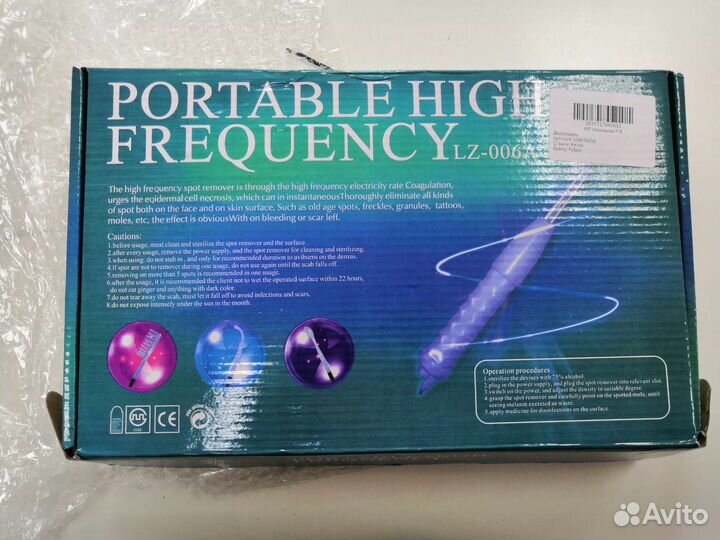 PORTABLE HIGH
FREQUENCY LZ-006
The high frequency spot remover is through the high frequency electricity rate Coagulation,
urges the eqidermal cell necrosis, which can in instantaneousThoroughly eliminate all kinds
of spot both on the face and on skin surface, Such as old age spots, freckles, granules, tattoos,
moles, etc, the effect is obviousWith on bleeding or scar leff.
Cautions:
1.before usage, must clean and sterilize the spot remover and the surface.
2.after every usage, remove the power supply, and the spot remover for cleaning and sterilizing.
3.when using, do not stab in , and only for recommended duration to aviburns on the dermis.
4.If spot are not to remover during one usage, do not use again until the scab falls off.
5.removing on more than 5 spots is recommended in one usage.
6.after the usage, it is recommended the client not to wet the operated surface within 22 hours,
do not eat ginger and anything with dark color.
7.do not tear away the scab, must let it fall off to avoid infections and scars,
8.do not expose intensely under the sun in the month.
Operation procedures
1.sterilize the devises with 75% alcohol.
2.plug in the power supply, and plug the spot remover into relevant slot.
3.switch on the power, and adjust the density to suitable degree.
4.grasp the spot remover and carefully point on the spotted mole, until
seeing melanin excreted as waste.
5.apply medicine for disinfections on the surface.
CE
Дарсонваль
Страна: Китай
Avito